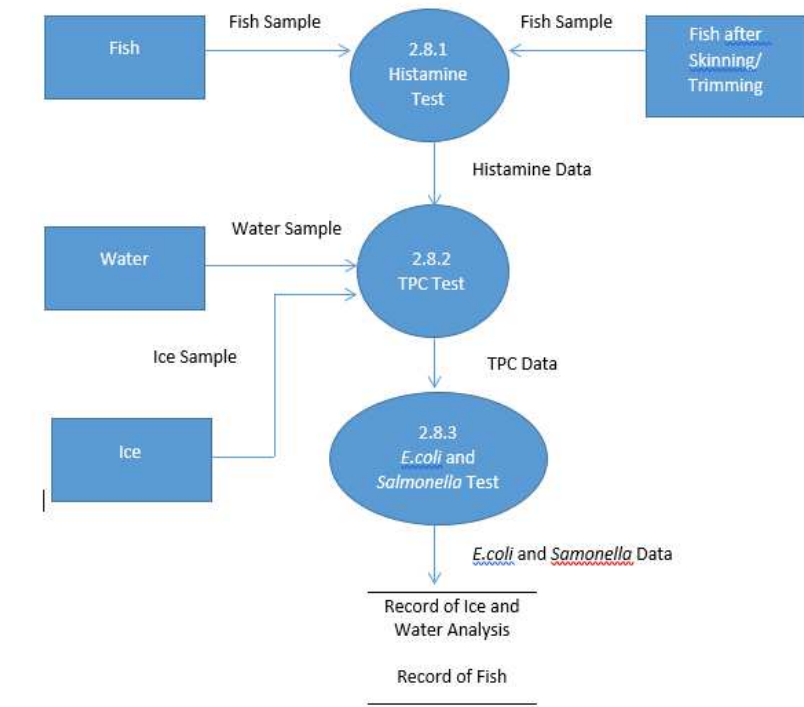 Fish Sample
Fish Sample
Fish
2.8.1
Histamine
Test
Fish after
Skinning/
Trimming
Histamine Data
Water Sample
Water
2.8.2
TPC Test
Ice Sample
TPC Data
Ice
2.8.3
E.coli and
Salmonella Test
E.coli and Samonella Data
Record of Ice and
Water Analysis
Record of Fish